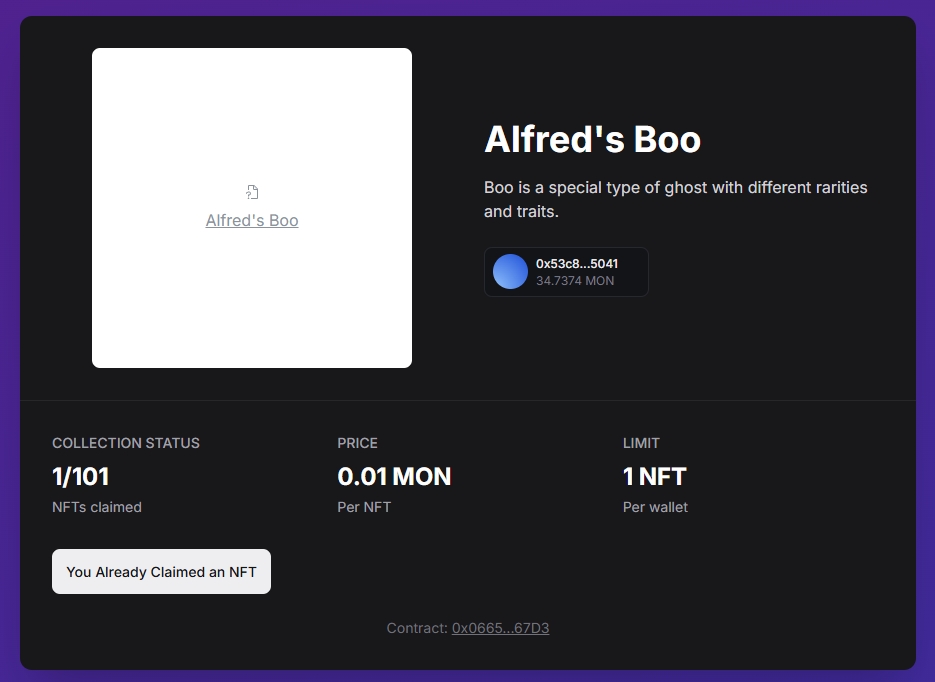 Alfred's Boo
Alfred's Boo
Boo is a special type of ghost with different rarities
and traits.
0x53c8...5041
34.7374 MON
COLLECTION STATUS
1/101
NFTs claimed
PRICE
0.01 MON
Per NFT
LIMIT
1 NFT
Per wallet
You Already Claimed an NFT
Contract: 0x0665...67D3